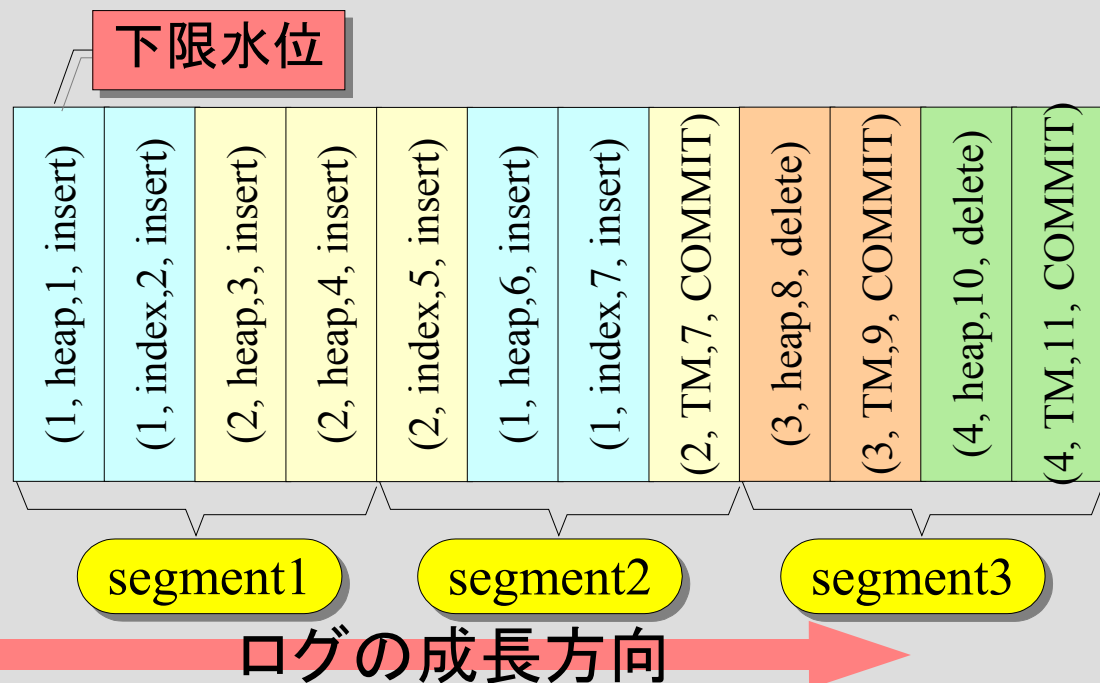 下限水位
(1, heap,1, insert)
(1, index,2, insert)
(2, heap,3, insert)
(2, heap,4, insert)
(2, index,5, insert)
(1, heap,6, insert)
(1, index,7, insert)
(2, TM,7, COMMIT)
(3, heap,8, delete)
(3, TM,9, COMMIT)
(4, heap,10, delete)
(4, TM,11, COMMIT)
segment1
segment2
segment3
ログの成長方向